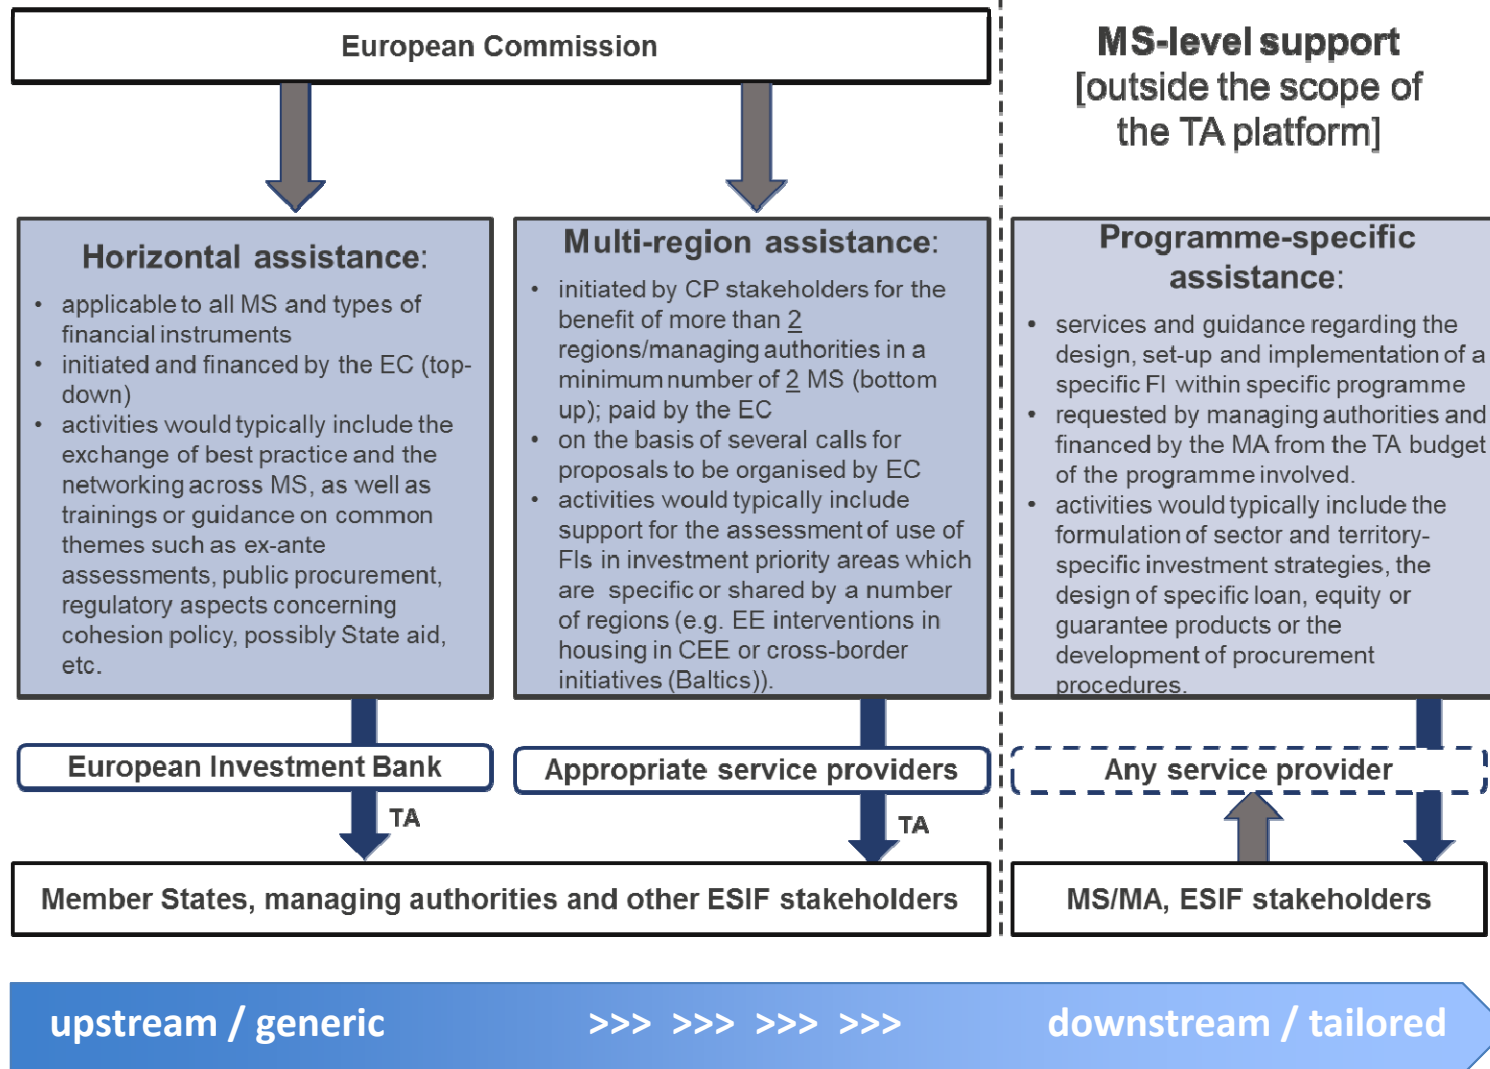 European Commission
MS-level support
[outside the scope of
the TA platform]
Horizontal assistance:
• applicable to all MS and types of
financial instruments
• initiated and financed by the EC (top-
down)
• activities would typically include the
exchange of best practice and the
networking across MS, as well as
trainings or guidance on common
themes such as ex-ante
assessments, public procurement,
regulatory aspects concerning
cohesion policy, possibly State aid,
etc.
Multi-region assistance:
• initiated by CP stakeholders for the
benefit of more than 2
regions/managing authorities in a
minimum number of 2 MS (bottom
up); paid by the EC
• on the basis of several calls for
proposals to be organised by EC
• activities would typically include
support for the assessment of use of
FIs in investment priority areas which
are specific or shared by a number
of regions (e.g. EE interventions in
housing in CEE or cross-border
initiatives (Baltics)).
Programme-specific
assistance:
• services and guidance regarding the
design, set-up and implementation of a
specific FI within specific programme
• requested by managing authorities and
financed by the MA from the TA budget
of the programme involved.
• activities would typically include the
formulation of sector and territory-
specific investment strategies, the
design of specific loan, equity or
guarantee products or the
development of procurement
procedures.
European Investment Bank
Appropriate service providers
Any service provider
TA
TA
Member States, managing authorities and other ESIF stakeholders
MS/MA, ESIF stakeholders
upstream / generic >>> >>> >>> >>> downstream / tailored